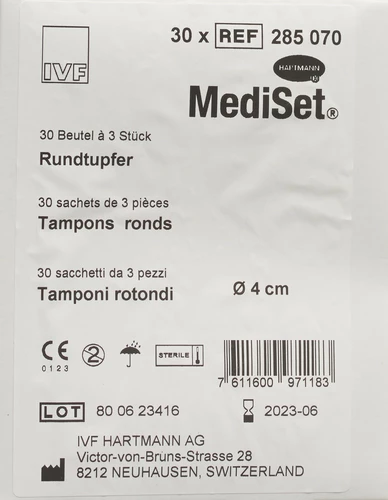 IVF
30 x REF 285 070
HARTMANN
MediSet®
30 Beutel à 3 Stück
Rundtupfer
30 sachets de 3 pièces
Tampons ronds
30 sacchetti da 3 pezzi
Tamponi rotondi
Ø 4 cm
CE
0123
2
STERILE
7 611600 971183
LOT 80 06 23416
2023-06
IVF HARTMANN AG
Victor-von-Bruns-Strasse 28
8212 NEUHAUSEN, SWITZERLAND